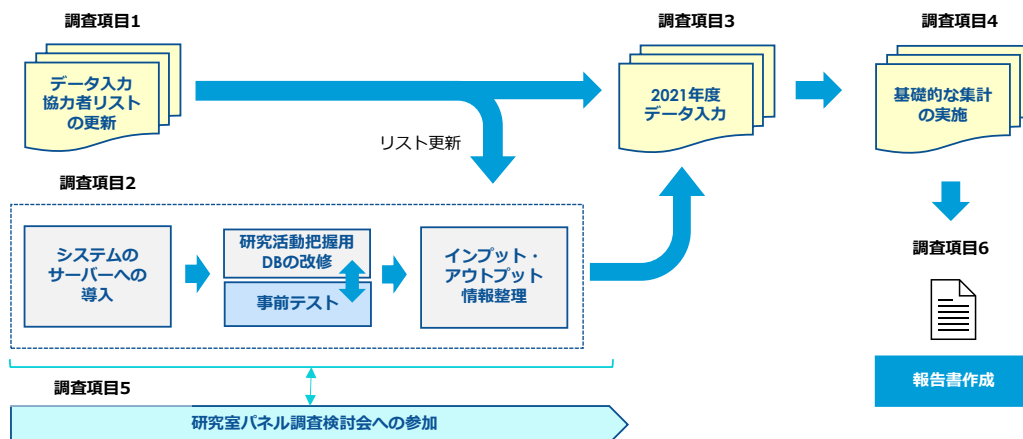 調査項目1
データ入力
協力者リスト
の更新
リスト更新
調査項目2
システムの
サーバーへの
導入
研究活動把握用
DBの改修
事前テスト
インプット・
アウトプット
情報整理
調査項目3
2021年度
データ入力
調査項目4
基礎的な集計
の実施
調査項目6
報告書作成
調査項目5
研究室パネル調査検討会への参加